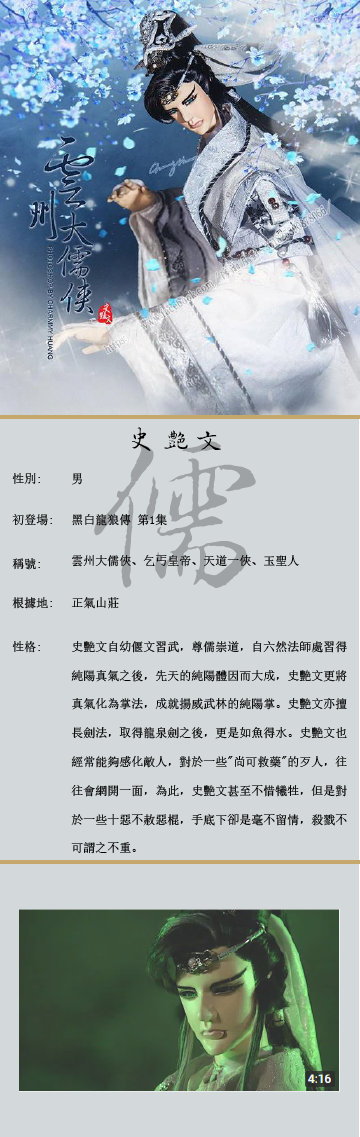 雲州大儒俠
PHOTOSHOP BY CHARMMY HUANG
史艷文
儒
性別: 男
初登場: 黑白龍狼傳 第1集
稱號: 雲州大儒俠、乞丐皇帝、天道一俠、玉聖人
根據地: 正氣山莊
性格: 史艷文自幼偃文習武，尊儒崇道，自六然法師處習得
純陽真氣之後，先天的純陽體因而大成，史艷文更將
真氣化為掌法，成就揚威武林的純陽掌。史艷文亦擅
長劍法，取得龍泉劍之後，更是如魚得水。史艷文也
經常能夠感化敵人，對於一些"尚可救藥"的歹人，往
往會網開一面，為此，史艷文甚至不惜犧牲，但是對
於一些十惡不赦惡棍，手底下卻是毫不留情，殺戮不
可謂之不重。
4:16